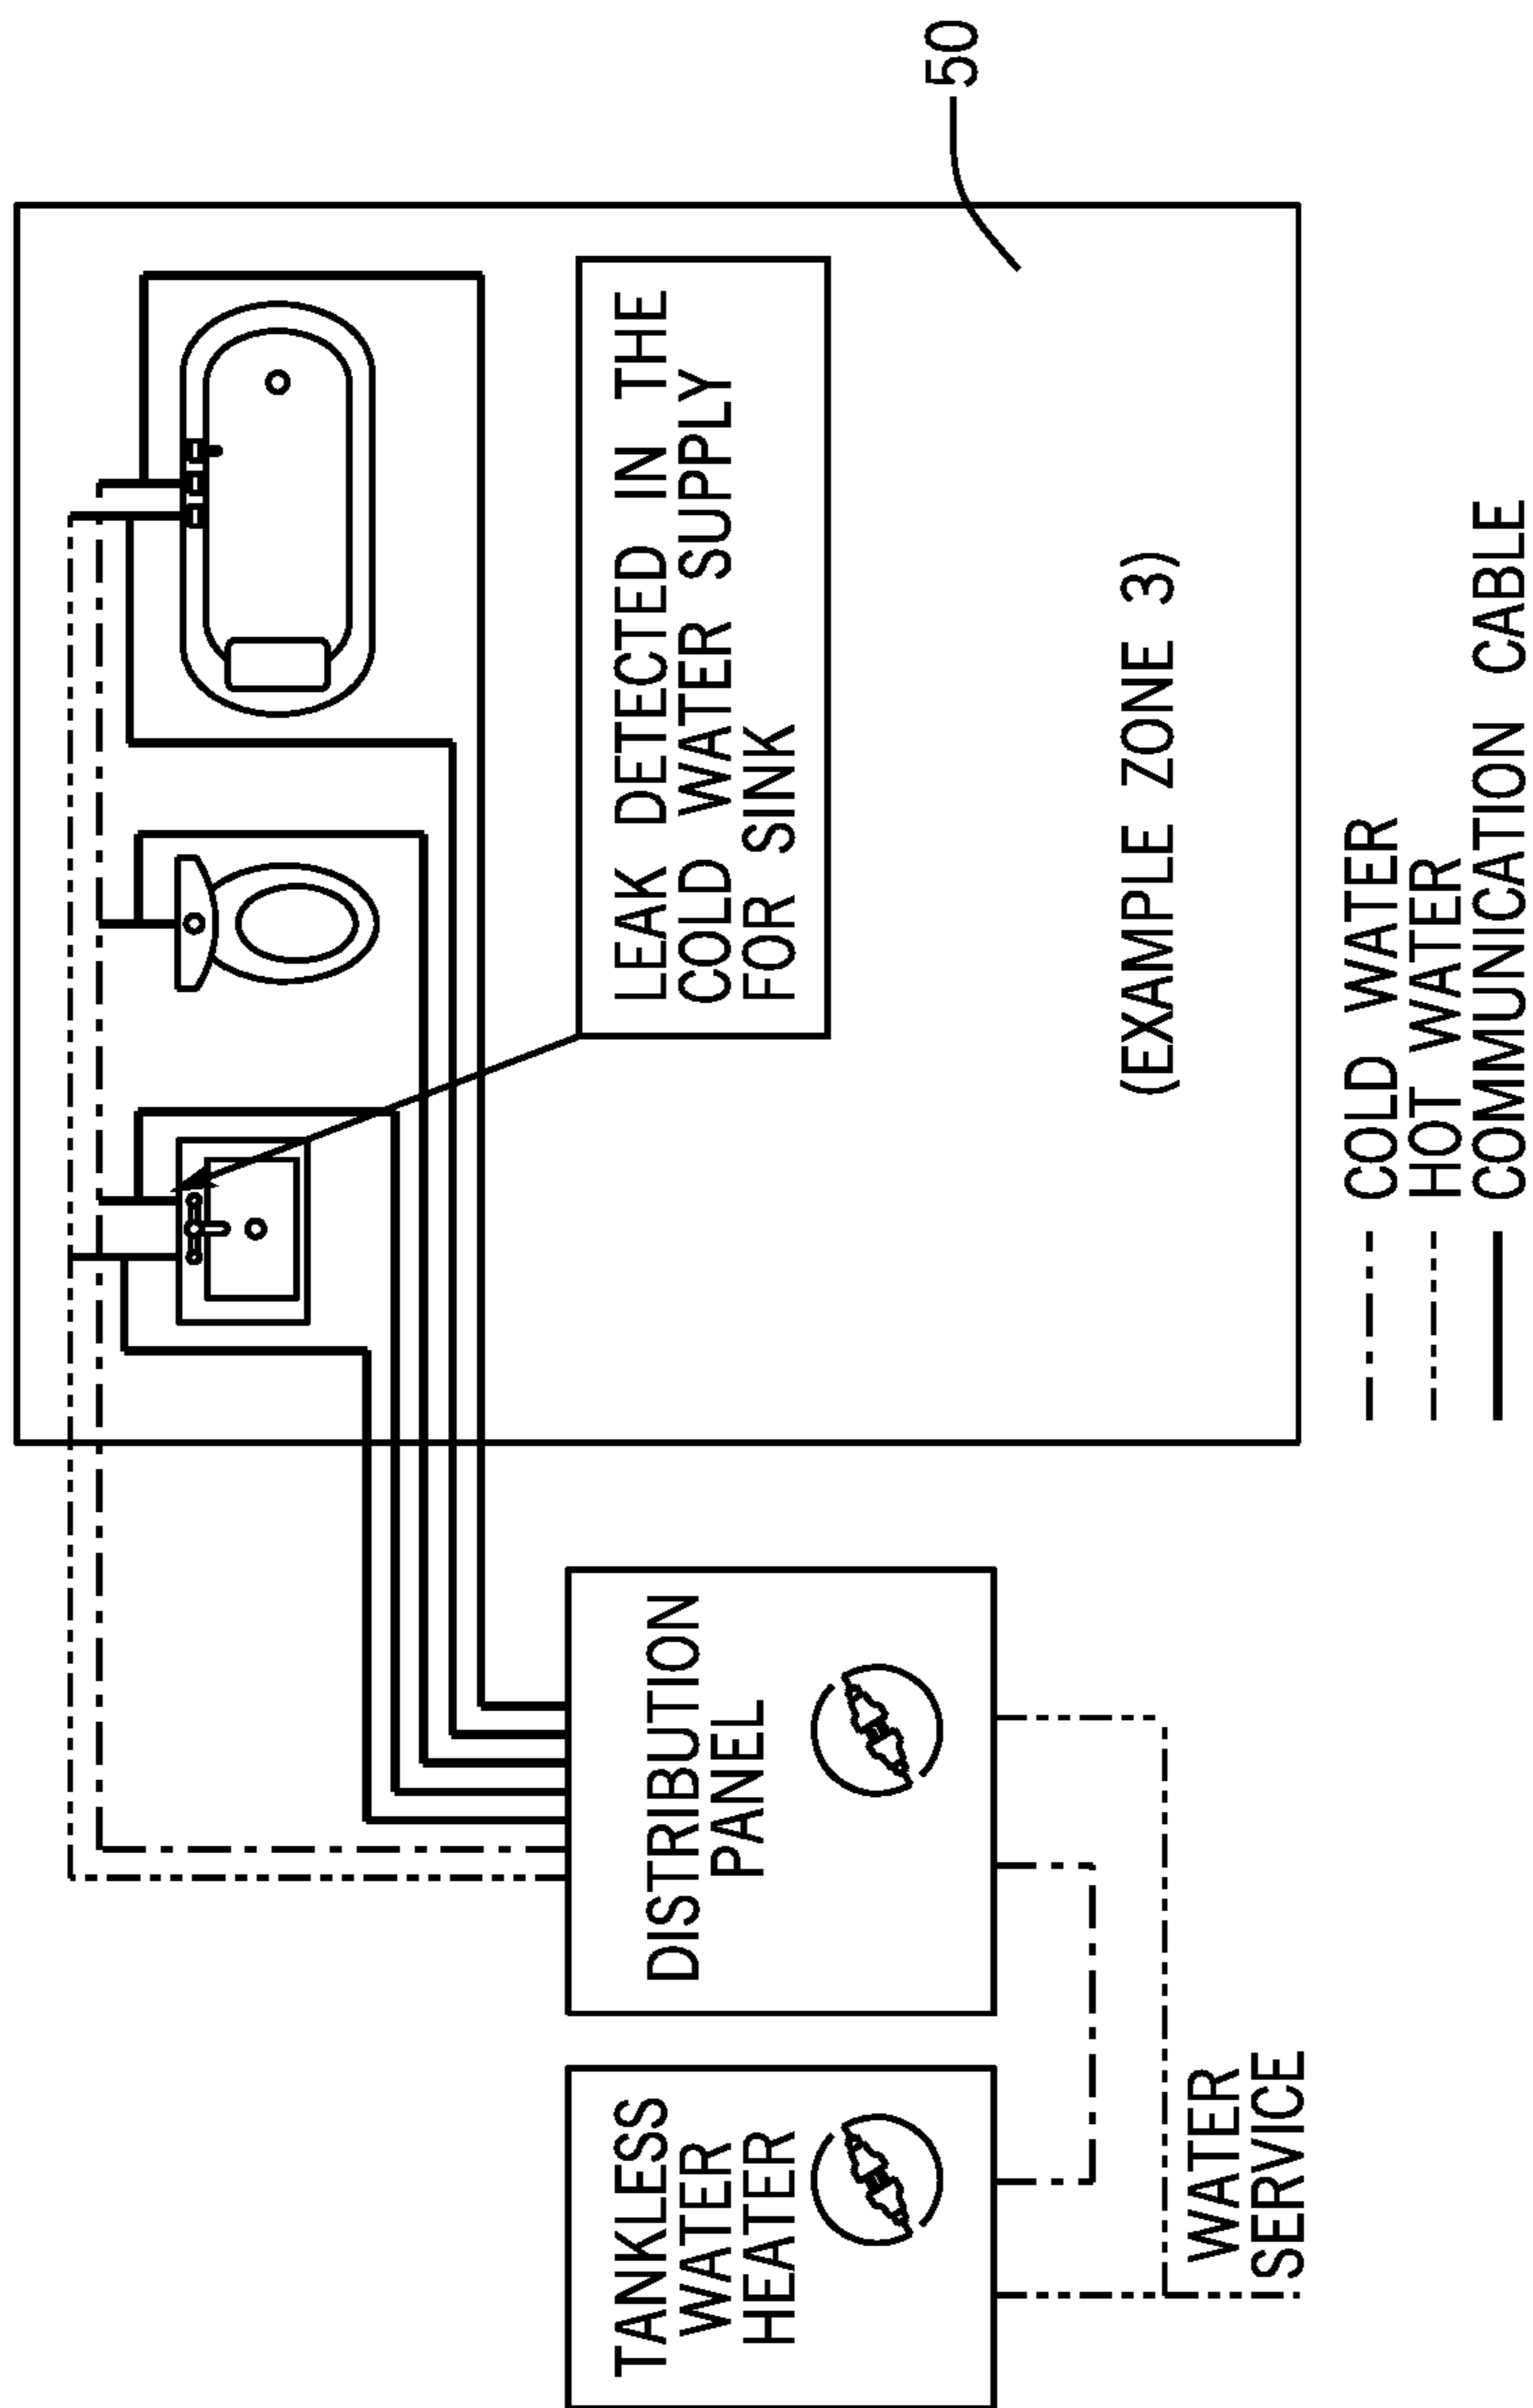 50
LEAK DETECTED IN THE
COLD WATER SUPPLY
FOR SINK
(EXAMPLE ZONE 3)
DISTRIBUTION
PANEL
TANKLESS
WATER
HEATER
WATER
SERVICE
COLD WATER
HOT WATER
COMMUNICATION CABLE